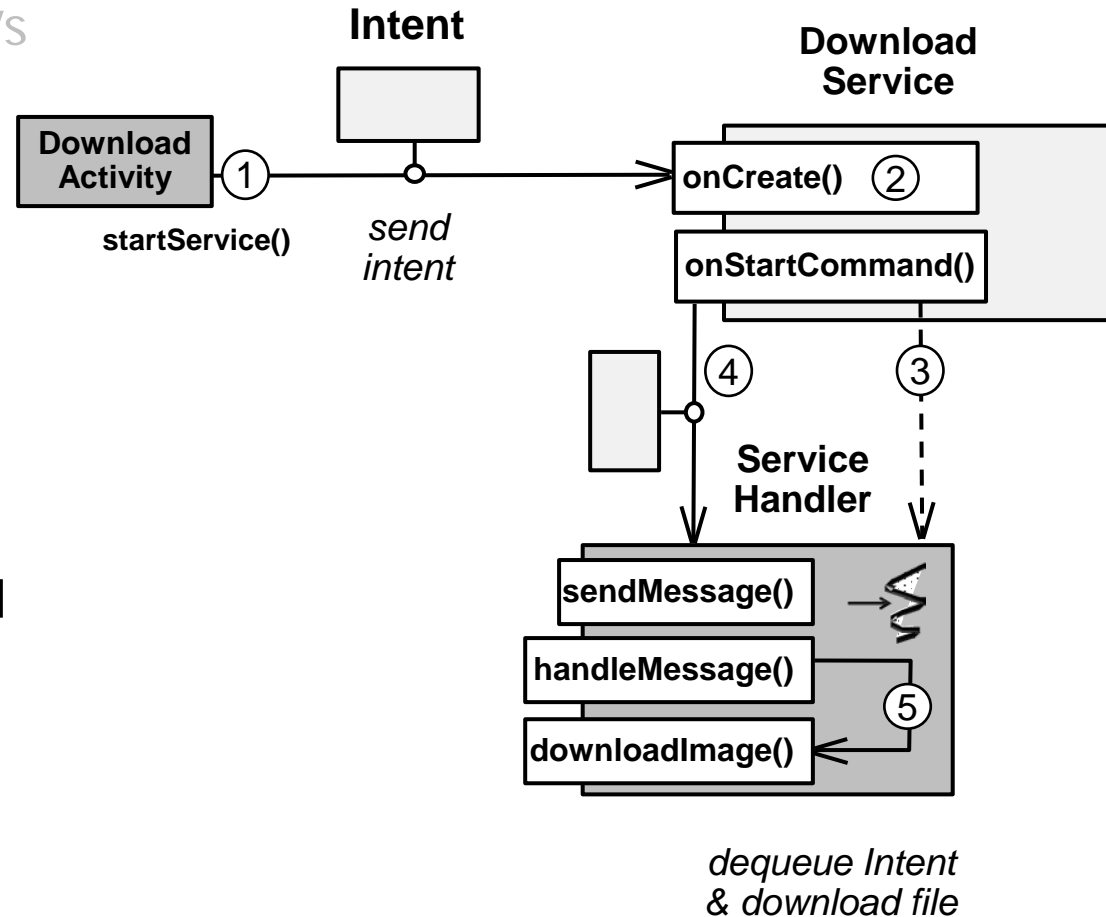 's
Intent
Download
Service
Download
Activity
1
onCreate()
2
startService()
send
intent
onStartCommand()
4
3
Service
Handler
sendMessage()
handleMessage()
5
downloadImage()
dequeue Intent
& download file